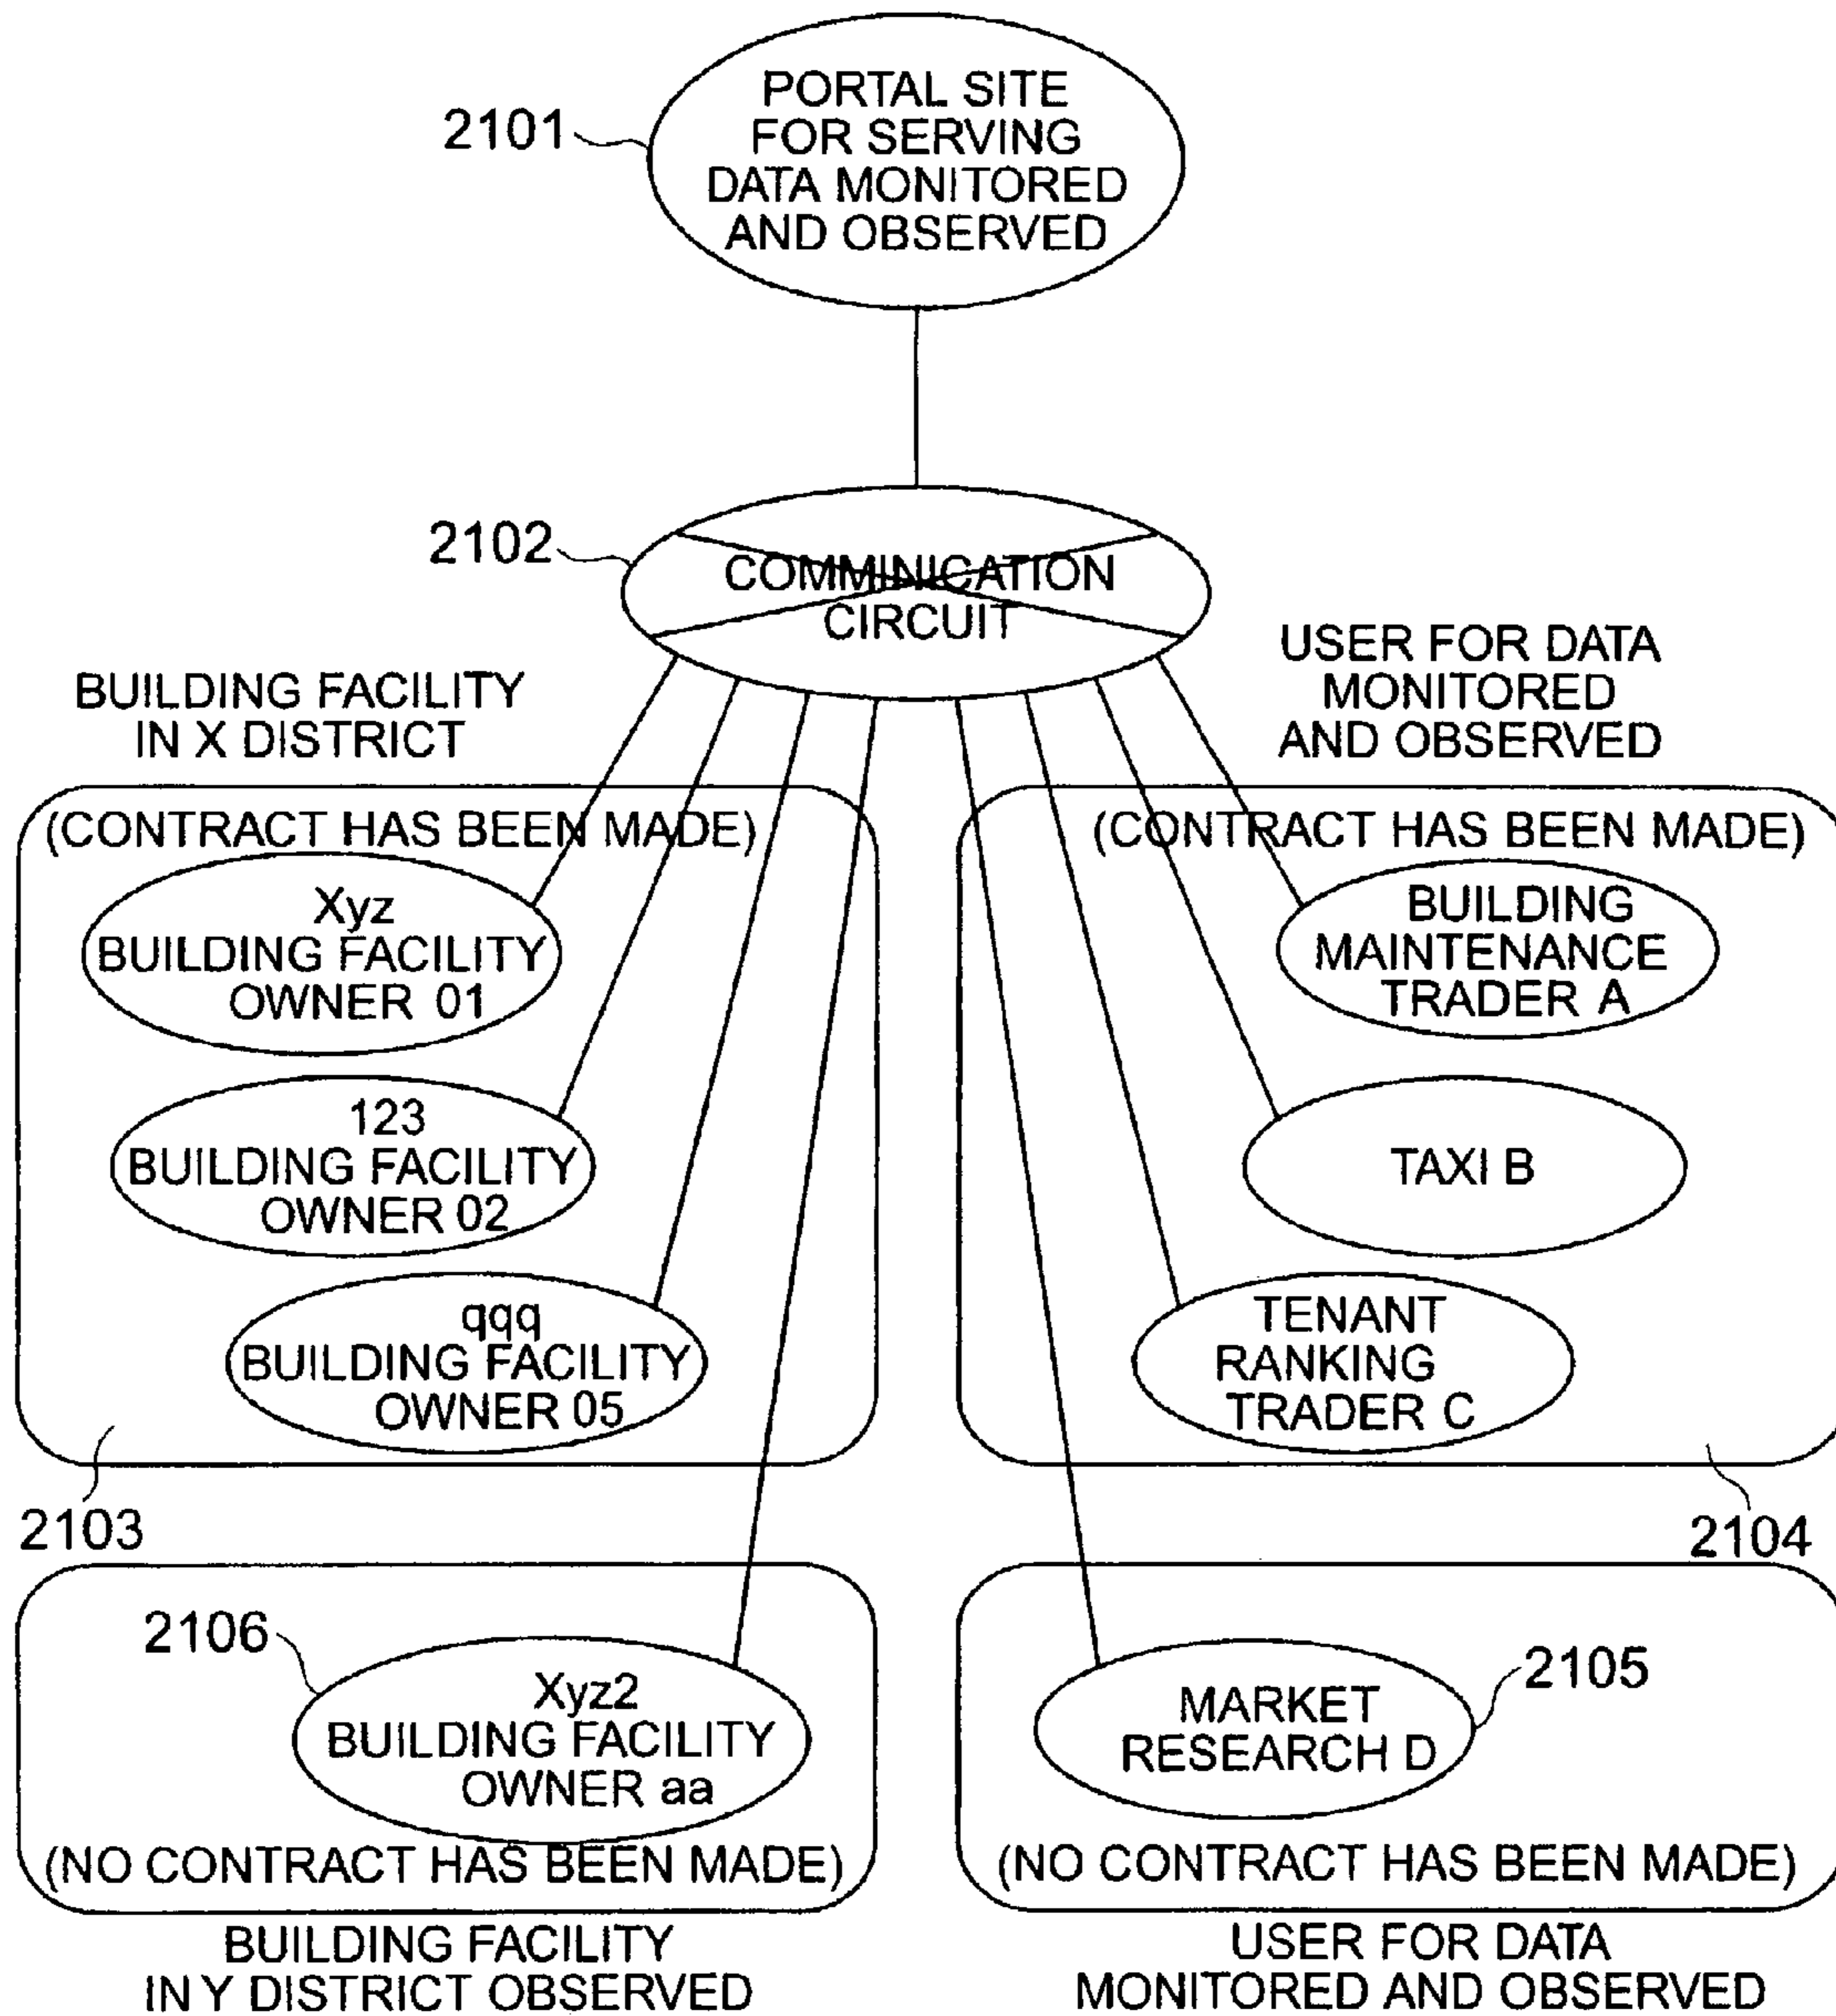 PORTAL SITE
FOR SERVING
DATA MONITORED
AND OBSERVED
2101
2102
COMMINICATION
CIRCUIT
BUILDING FACILITY
IN X DISTRICT
USER FOR DATA
MONITORED
AND OBSERVED
(CONTRACT HAS BEEN MADE)
Xyz
BUILDING FACILITY
OWNER 01
123
BUILDING FACILITY
OWNER 02
qqq
BUILDING FACILITY
OWNER 05
2103
(CONTRACT HAS BEEN MADE)
BUILDING
MAINTENANCE
TRADER A
TAXI B
TENANT
RANKING
TRADER C
2104
2106
Xyz2
BUILDING FACILITY
OWNER aa
(NO CONTRACT HAS BEEN MADE)
BUILDING FACILITY
IN Y DISTRICT OBSERVED
MARKET
RESEARCH D
2105
(NO CONTRACT HAS BEEN MADE)
USER FOR DATA
MONITORED AND OBSERVED